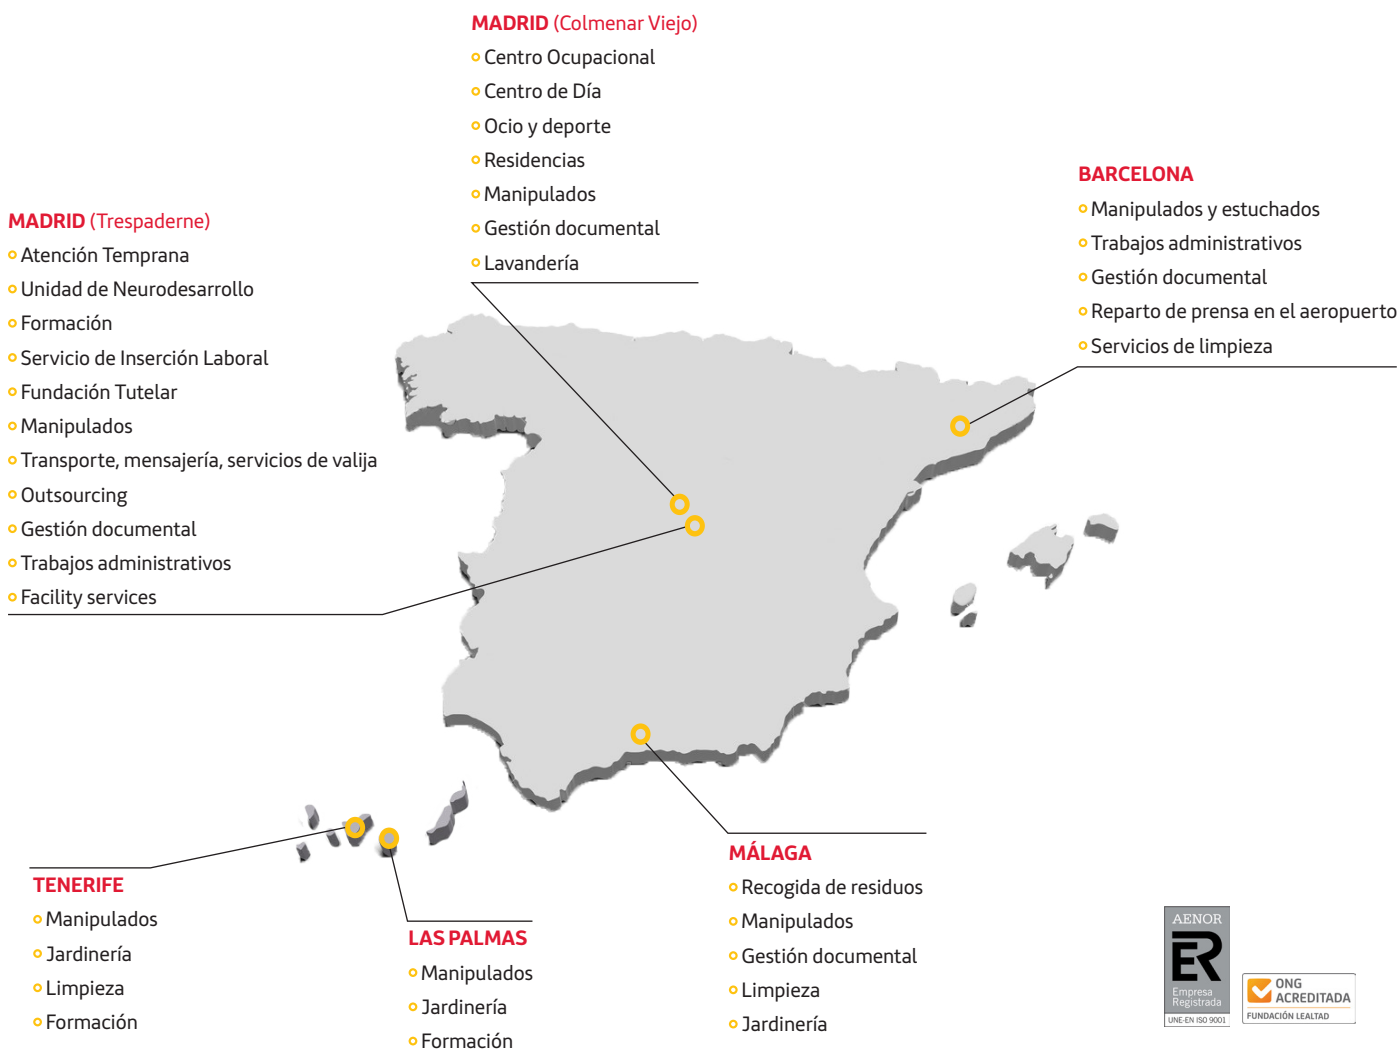 MADRID (Colmenar Viejo)
Centro Ocupacional
Centro de Día
Ocio y deporte
Residencias
Manipulados
Gestión documental
Lavandería
BARCELONA
Manipulados y estuchados
Trabajos administrativos
Gestión documental
Reparto de prensa en el aeropuerto
Servicios de limpieza
MADRID (Trespaderne)
Atención Temprana
Unidad de Neurodesarrollo
Formación
Servicio de Inserción Laboral
Fundación Tutelar
Manipulados
Transporte, mensajería, servicios de valija
Outsourcing
Gestión documental
Trabajos administrativos
Facility services
TENERIFE
Manipulados
Jardinería
Limpieza
Formación
LAS PALMAS
Manipulados
Jardinería
Formación
MÁLAGA
Recogida de residuos
Manipulados
Gestión documental
Limpieza
Jardinería
AENOR
ER
Empresa
Registrada
UNE-EN ISO 9001
ONG
ACREDITADA
FUNDACIÓN LEALTAD